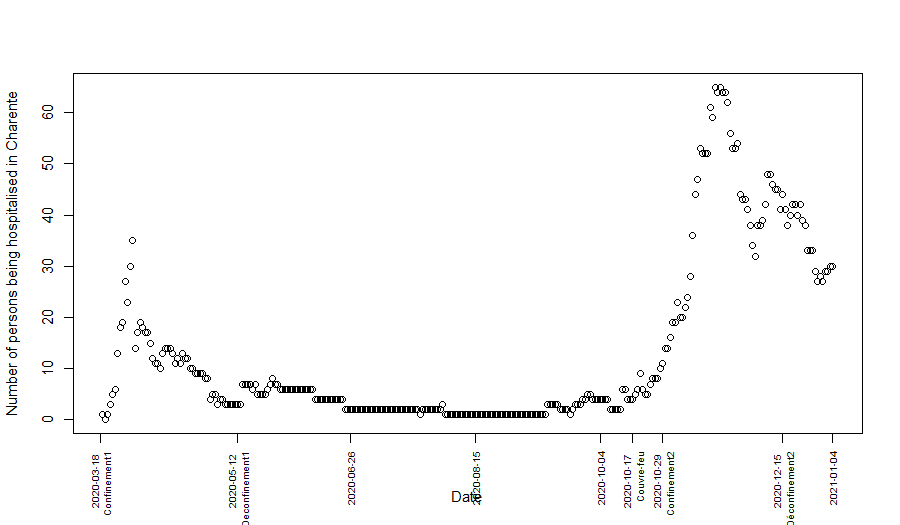 Number of persons being hospitalised in Charente
60
50
40
30
20
10
0
2020-03-18
Confinement1
2020-05-12
Déconfinement1
2020-06-26
2020-08-15
2020-10-04
2020-10-17
Couvre-feu
2020-10-29
Confinement2
2020-12-15
Déconfinement2
2021-01-04
Date